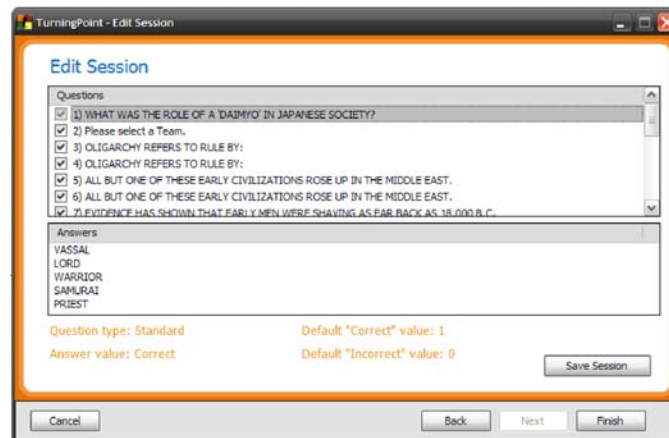 TurningPoint - Edit Session
Edit Session
Questions
1) WHAT WAS THE ROLE OF A 'DAIMYO' IN JAPANESE SOCIETY?
2) Please select a Team.
3) OLIGARCHY REFERS TO RULE BY:
4) OLIGARCHY REFERS TO RULE BY:
5) ALL BUT ONE OF THESE EARLY CIVILIZATIONS ROSE UP IN THE MIDDLE EAST.
6) ALL BUT ONE OF THESE EARLY CIVILIZATIONS ROSE UP IN THE MIDDLE EAST.
7) EVIDENCE HAS SHOWN THAT EARLY MEN WERE SHAVING AS FAR BACK AS 18,000 B.C.
Answers
VASSAL
LORD
WARRIOR
SAMURAI
PRIEST
Question type: Standard Default "Correct" value: 1
Answer value: Correct Default "Incorrect" value: 0
Save Session
Cancel Back Next Finish